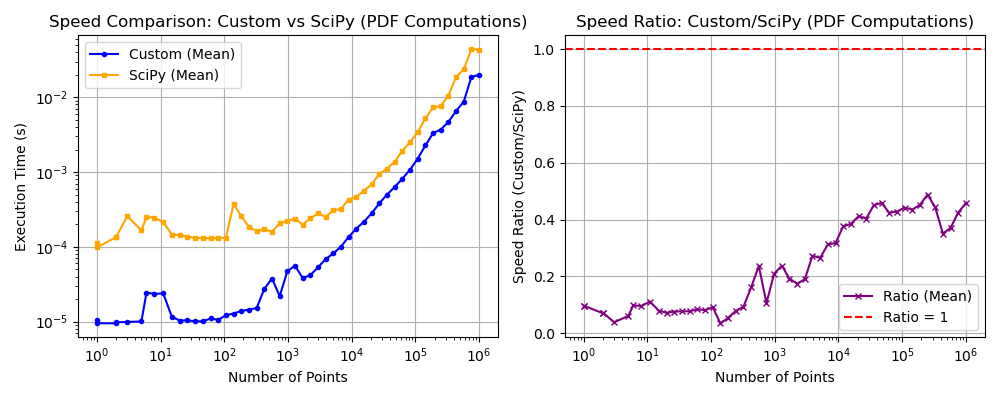 Speed Comparison: Custom vs SciPy (PDF Computations)
Execution Time (s)
10⁻²
10⁻³
10⁻⁴
10⁻⁵
Custom (Mean)
SciPy (Mean)
10⁰ 10¹ 10² 10³ 10⁴ 10⁵ 10⁶
Number of Points
Speed Ratio: Custom/SciPy (PDF Computations)
Speed Ratio (Custom/SciPy)
1.0
0.8
0.6
0.4
0.2
0.0
Ratio (Mean)
Ratio = 1
10⁰ 10¹ 10² 10³ 10⁴ 10⁵ 10⁶
Number of Points